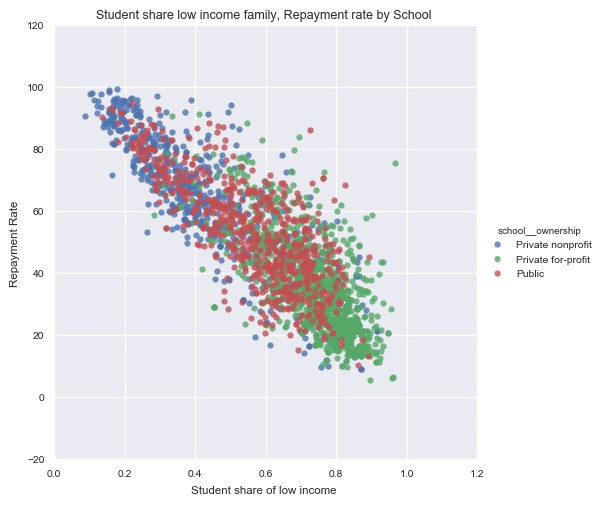 Student share low income family, Repayment rate by School
120
100
80
60
40
20
0
−20
Repayment Rate
0.0 0.2 0.4 0.6 0.8 1.0 1.2
Student share of low income
school__ownership
Private nonprofit
Private for-profit
Public